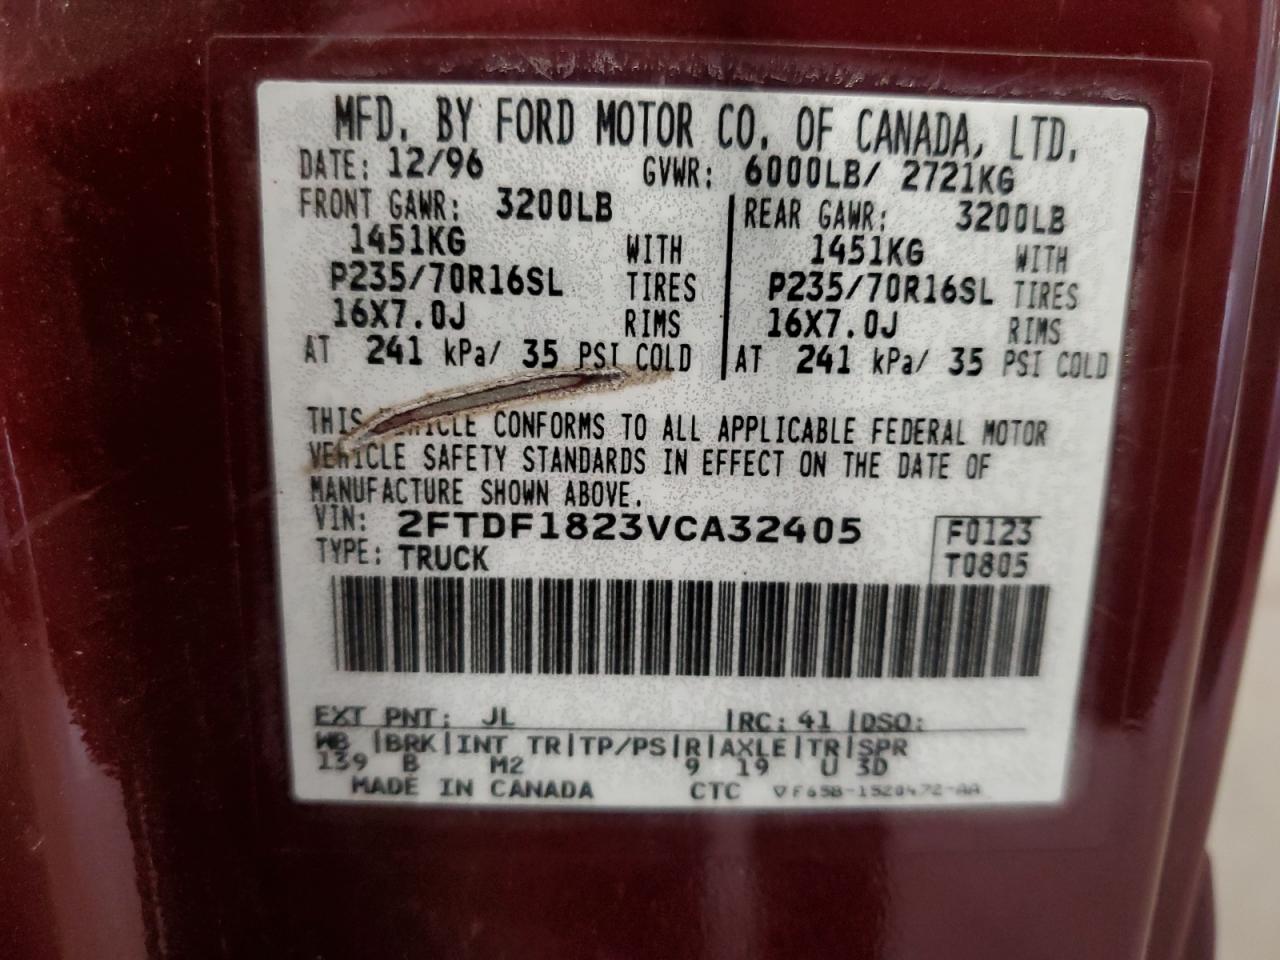 MFD. BY FORD MOTOR CO. OF CANADA, LTD.
DATE: 12/96 GVWR: 6000LB/ 2721KG
FRONT GAWR: 3200LB REAR GAWR: 3200LB
1451KG WITH 1451KG WITH
P235/70R16SL TIRES P235/70R16SL TIRES
16X7.0J RIMS 16X7.0J RIMS
AT 241 kPa/ 35 PSI COLD AT 241 kPa/ 35 PSI COLD
THIS VEHICLE CONFORMS TO ALL APPLICABLE FEDERAL MOTOR
VEHICLE SAFETY STANDARDS IN EFFECT ON THE DATE OF
MANUFACTURE SHOWN ABOVE.
VIN: 2FTDF1823VCA32405 F0123
TYPE: TRUCK T0805
EXT PNT: JL |RC: 41 |DSO:
WB |BRK|INT TR|TP/PS|R|AXLE|TR|SPR
139 B M2 9 19 U 3D
MADE IN CANADA CTC ▽F65B-1520472-AA